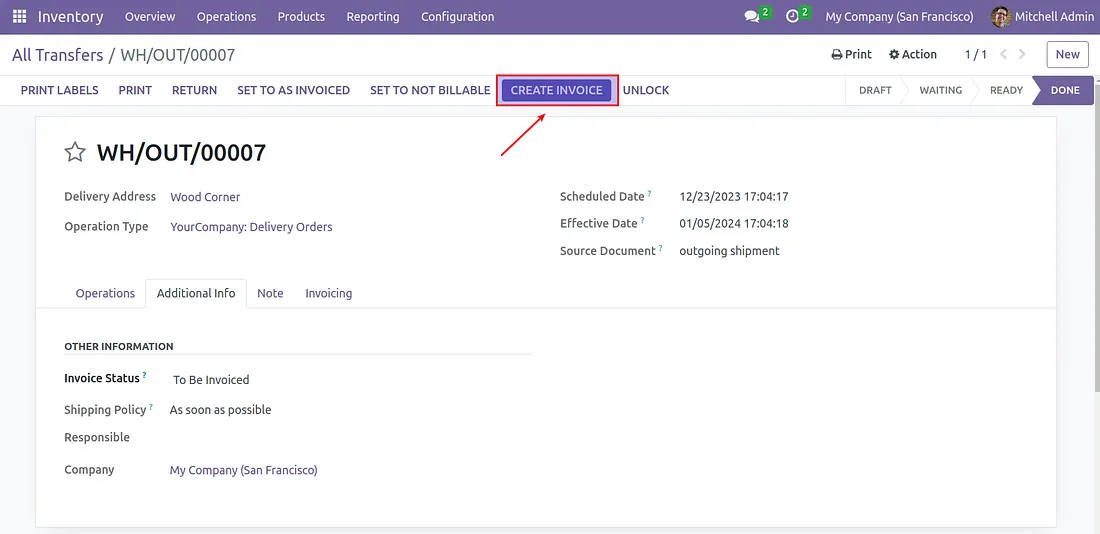 Inventory Overview Operations Products Reporting Configuration 2 2 My Company (San Francisco) Mitchell Admin
All Transfers / WH/OUT/00007 Print Action 1 / 1 New
PRINT LABELS PRINT RETURN SET TO AS INVOICED SET TO NOT BILLABLE CREATE INVOICE UNLOCK DRAFT WAITING READY DONE
WH/OUT/00007
Delivery Address Wood Corner Scheduled Date ? 12/23/2023 17:04:17
Operation Type YourCompany: Delivery Orders Effective Date ? 01/05/2024 17:04:18
Source Document ? outgoing shipment
Operations Additional Info Note Invoicing
OTHER INFORMATION
Invoice Status ? To Be Invoiced
Shipping Policy ? As soon as possible
Responsible
Company My Company (San Francisco)